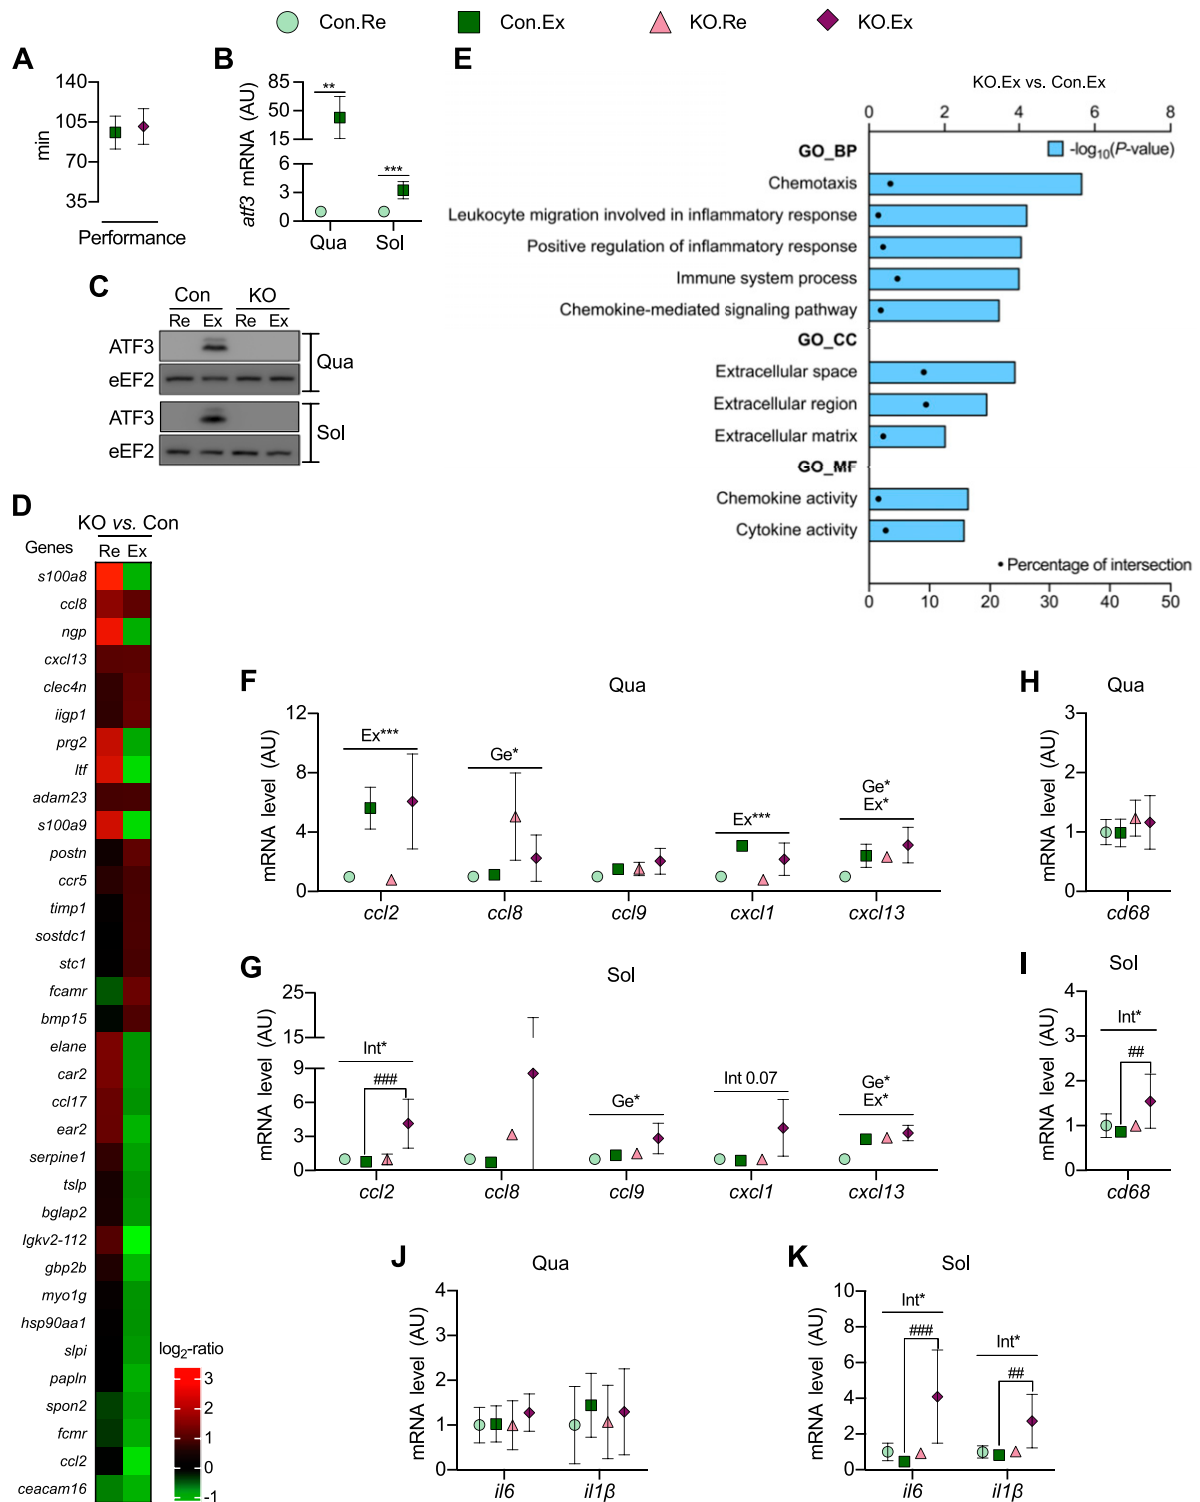 Con.Re Con.Ex KO.Re KO.Ex
A
140
105
70
35
min
Performance
B
85
50
15
6
3
0
atf3 mRNA (AU)
**
***
Qua Sol
C
Con KO
Re Ex Re Ex
ATF3
eEF2
Qua
ATF3
eEF2
Sol
D
KO vs. Con
Genes Re Ex
s100a8
ccl8
ngp
cxcl13
clec4n
iigp1
prg2
ltf
adam23
s100a9
postn
ccr5
timp1
sostdc1
stc1
fcamr
bmp15
elane
car2
ccl17
ear2
serpine1
tslp
bglap2
Igkv2-112
gbp2b
myo1g
hsp90aa1
slpi
papln
spon2
fcmr
ccl2
ceacam16
log2-ratio
3
2
1
0
-1
E
KO.Ex vs. Con.Ex
0 2 4 6 8
GO_BP
-log10(P-value)
Chemotaxis
Leukocyte migration involved in inflammatory response
Positive regulation of inflammatory response
Immune system process
Chemokine-mediated signaling pathway
GO_CC
Extracellular space
Extracellular region
Extracellular matrix
GO_MF
Chemokine activity
Cytokine activity
Percentage of intersection
0 10 20 30 40 50
F
Qua
12
8
4
0
mRNA level (AU)
Ex***
Ge*
Ex***
Ge*
Ex*
ccl2 ccl8 ccl9 cxcl1 cxcl13
H
Qua
3
2
1
0
mRNA level (AU)
cd68
G
Sol
25
15
9
6
3
0
mRNA level (AU)
Int*
###
Ge*
Int 0.07
Ge*
Ex*
ccl2 ccl8 ccl9 cxcl1 cxcl13
I
Sol
4
3
2
1
0
mRNA level (AU)
Int*
##
cd68
J
Qua
4
3
2
1
0
mRNA level (AU)
il6 il1β
K
Sol
10
8
6
4
2
0
mRNA level (AU)
Int*
###
Int*
##
il6 il1β